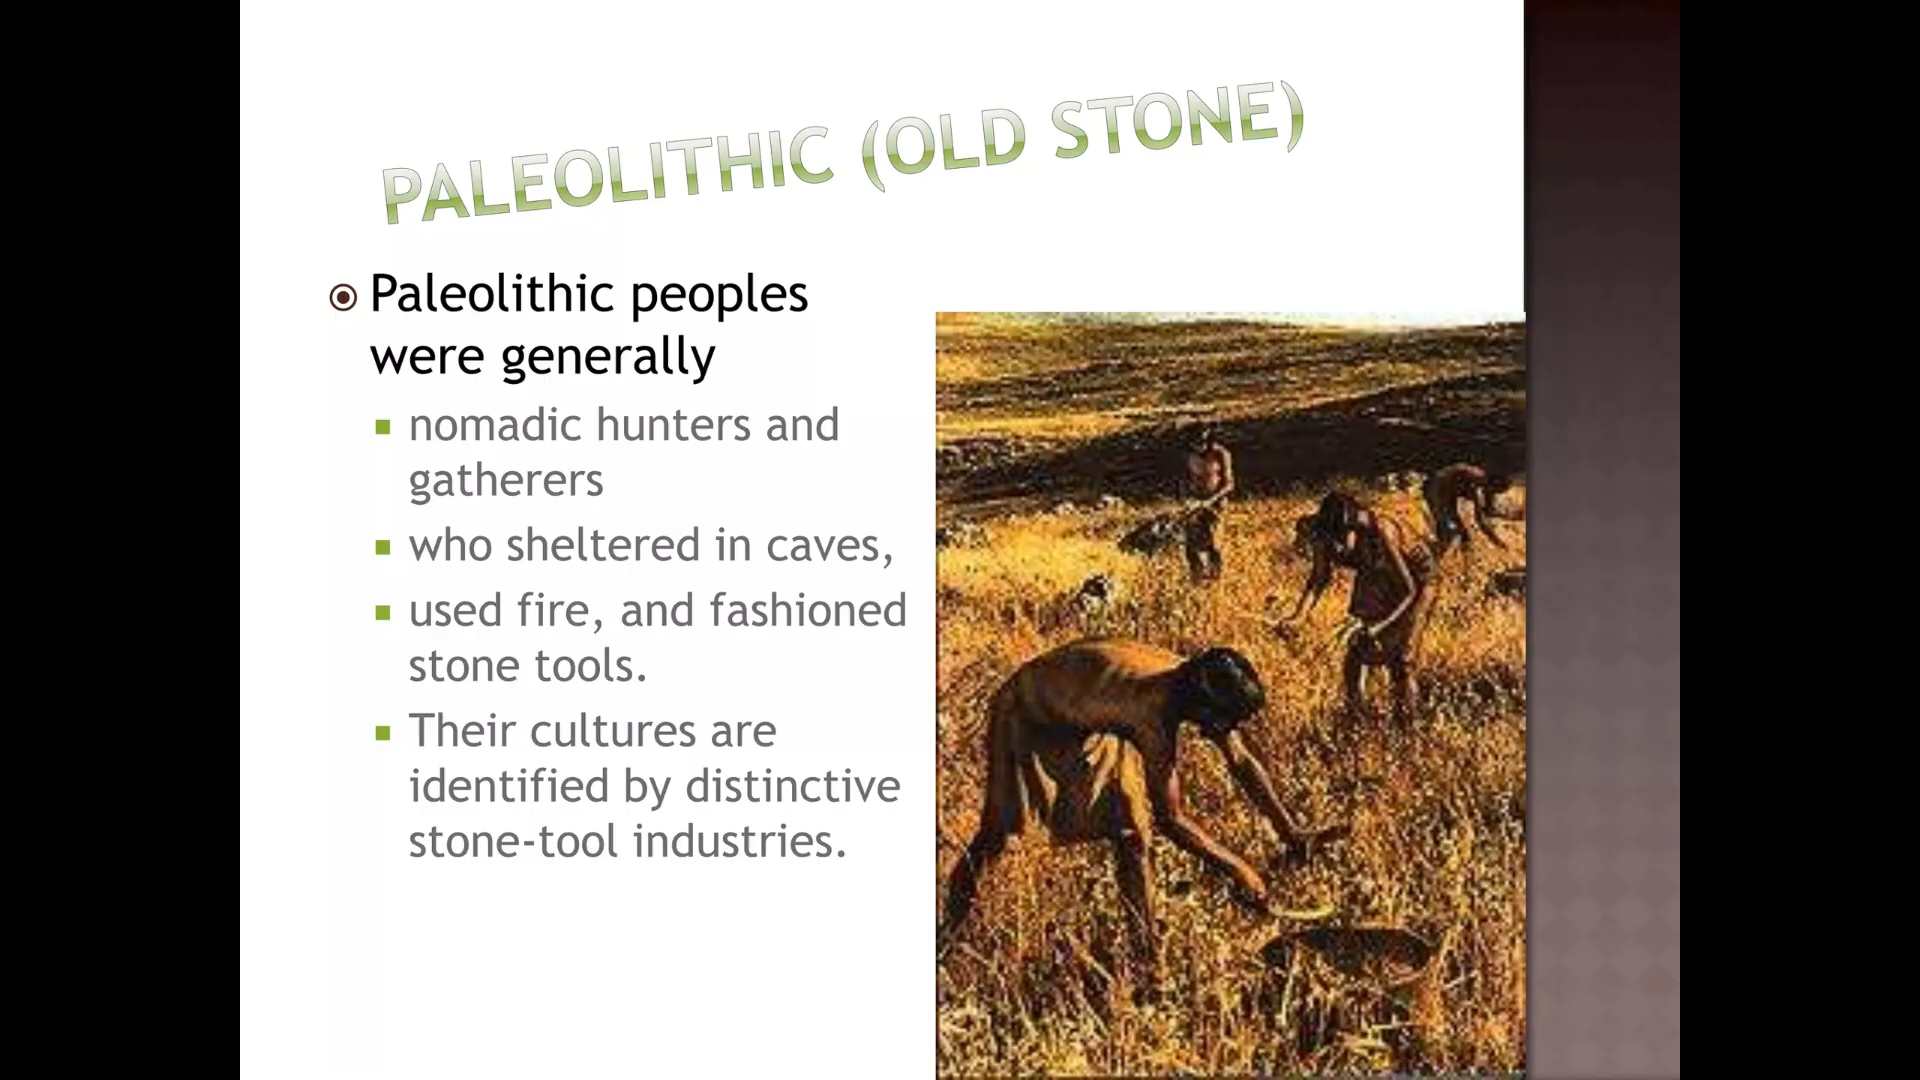 PALEOLITHIC (OLD STONE)
Paleolithic peoples
were generally
nomadic hunters and
gatherers
who sheltered in caves,
used fire, and fashioned
stone tools.
Their cultures are
identified by distinctive
stone-tool industries.